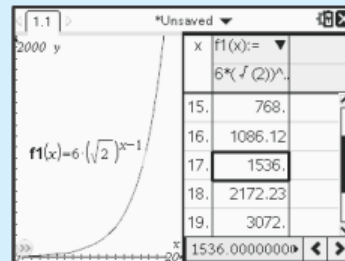 1.1
*Unsaved
2000 y
f1(x)=6·(√2)^x−1
x
20
x f1(x):=
6*(√(2))^..
15. 768.
16. 1086.12
17. 1536.
18. 2172.23
19. 3072.
1536.0000000